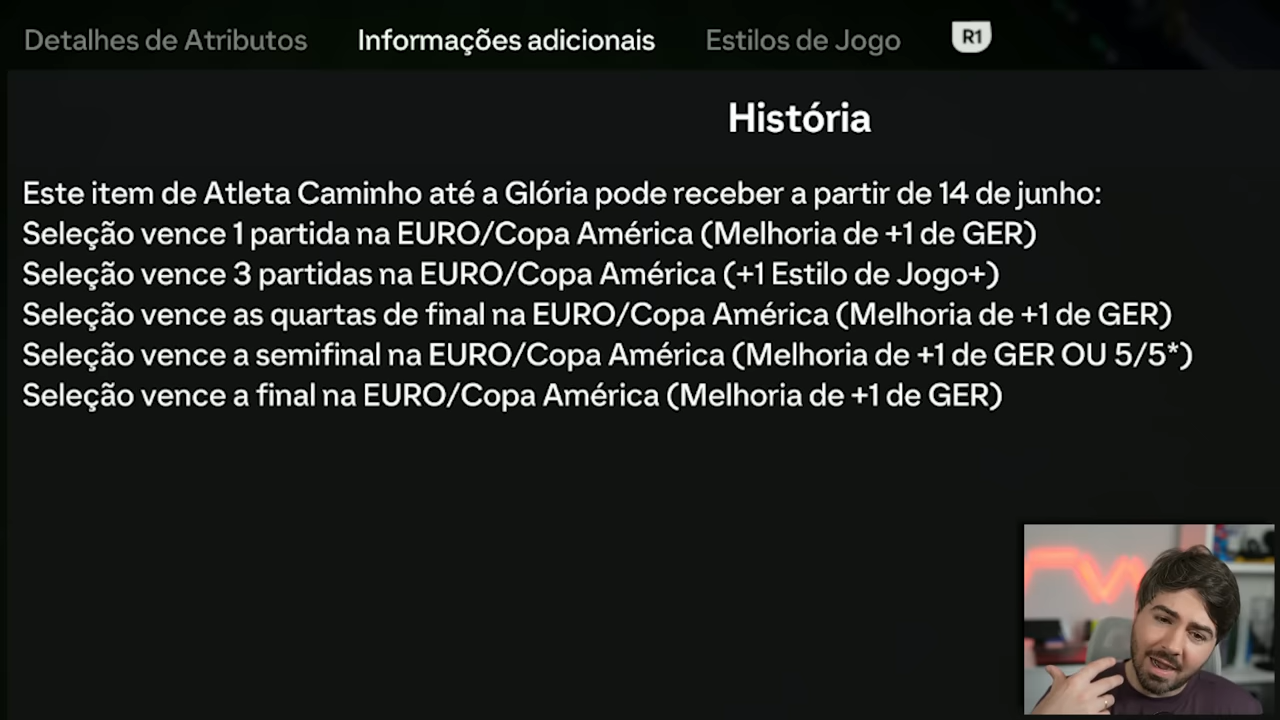 Detalhes de Atributos Informações adicionais Estilos de Jogo R1
História
Este item de Atleta Caminho até a Glória pode receber a partir de 14 de junho:
Seleção vence 1 partida na EURO/Copa América (Melhoria de +1 de GER)
Seleção vence 3 partidas na EURO/Copa América (+1 Estilo de Jogo+)
Seleção vence as quartas de final na EURO/Copa América (Melhoria de +1 de GER)
Seleção vence a semifinal na EURO/Copa América (Melhoria de +1 de GER OU 5/5*)
Seleção vence a final na EURO/Copa América (Melhoria de +1 de GER)